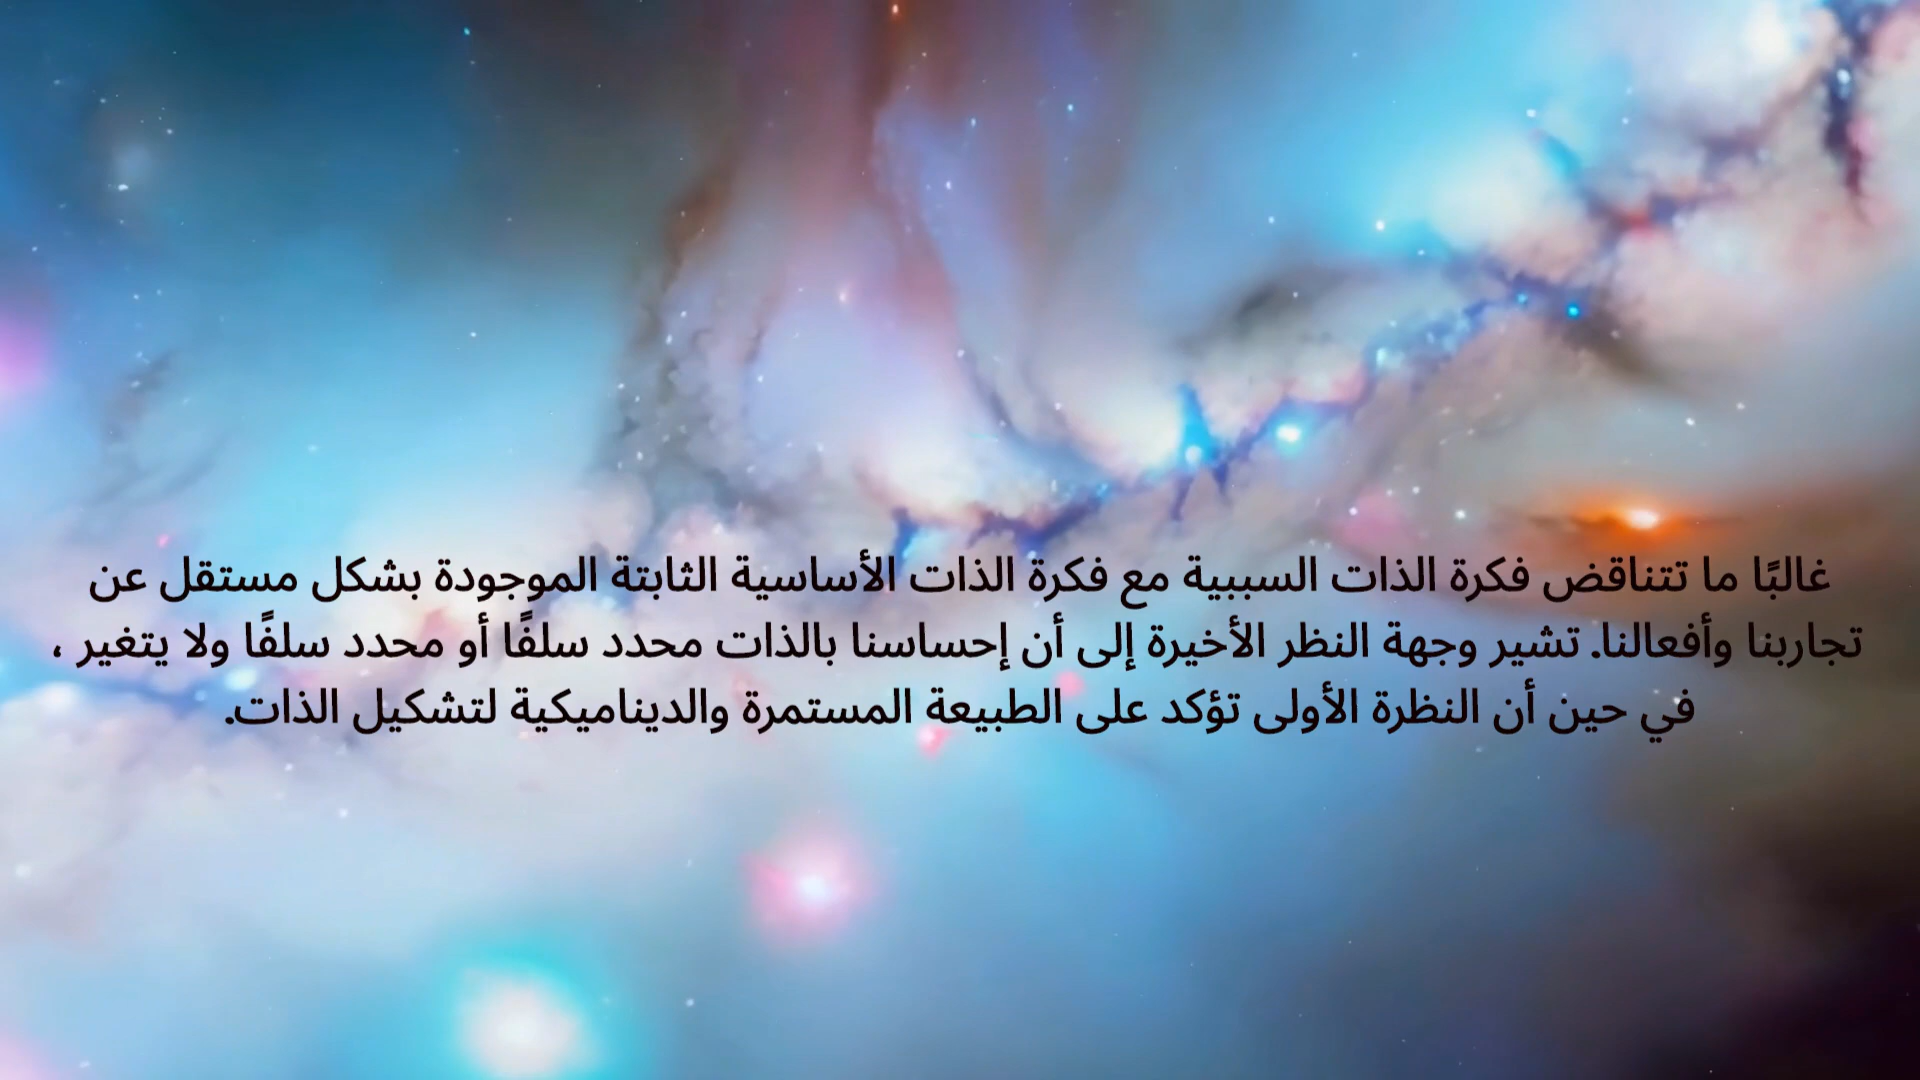 غالبًا ما تتناقض فكرة الذات السببية مع فكرة الذات الأساسية الثابتة الموجودة بشكل مستقل عن
تجاربنا وأفعالنا. تشير وجهة النظر الأخيرة إلى أن إحساسنا بالذات محدد سلفًا أو محدد سلفًا ولا يتغير ،
في حين أن النظرة الأولى تؤكد على الطبيعة المستمرة والديناميكية لتشكيل الذات.